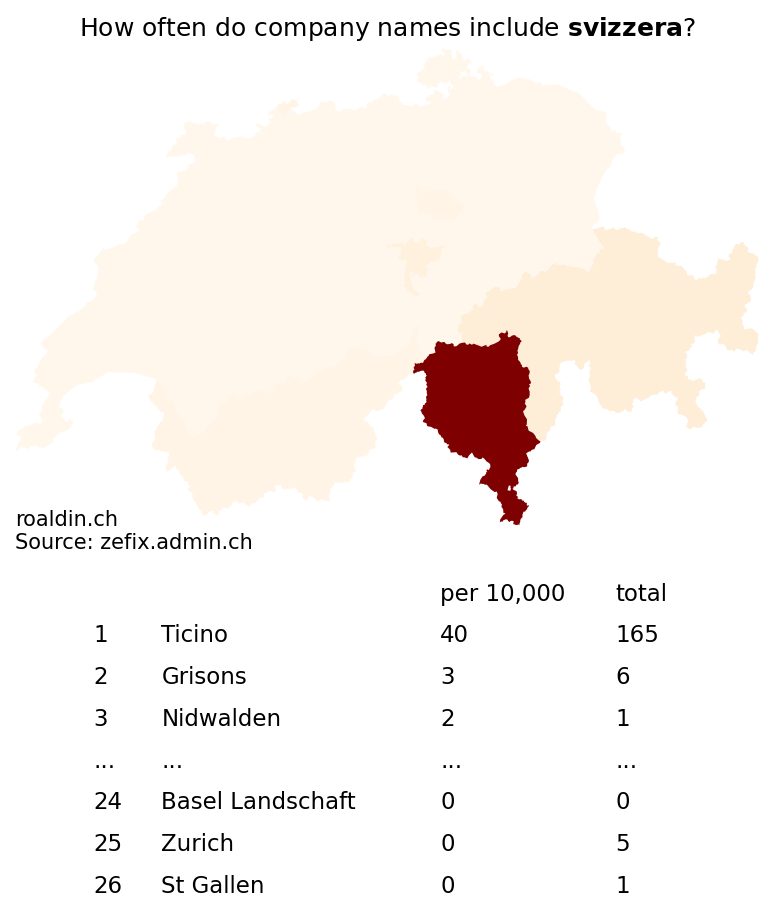 How often do company names include svizzera?
roaldin.ch
Source: zefix.admin.ch
per 10,000 total
1 Ticino 40 165
2 Grisons 3 6
3 Nidwalden 2 1
... ... ... ...
24 Basel Landschaft 0 0
25 Zurich 0 5
26 St Gallen 0 1